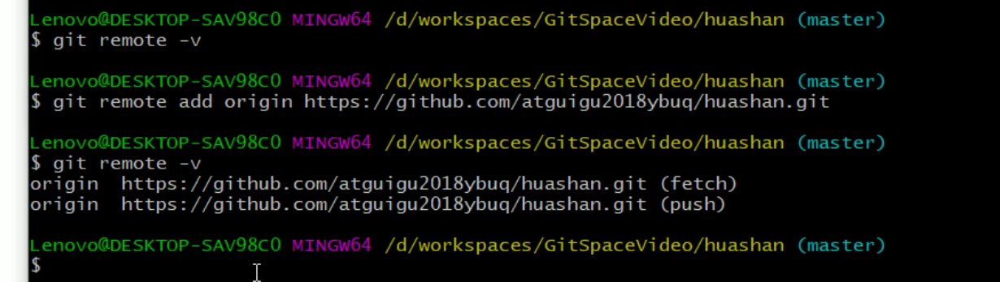 Lenovo@DESKTOP-SAV98C0 MINGW64 /d/workspaces/GitSpaceVideo/huashan (master)
$ git remote -v
Lenovo@DESKTOP-SAV98C0 MINGW64 /d/workspaces/GitSpaceVideo/huashan (master)
$ git remote add origin https://github.com/atguigu2018ybuq/huashan.git
Lenovo@DESKTOP-SAV98C0 MINGW64 /d/workspaces/GitSpaceVideo/huashan (master)
$ git remote -v
origin  https://github.com/atguigu2018ybuq/huashan.git (fetch)
origin  https://github.com/atguigu2018ybuq/huashan.git (push)
Lenovo@DESKTOP-SAV98C0 MINGW64 /d/workspaces/GitSpaceVideo/huashan (master)
$